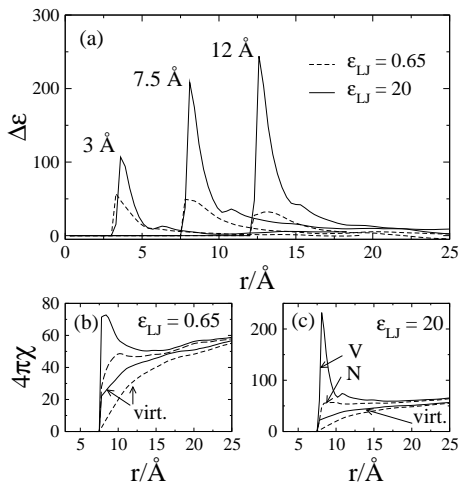 (a)
12 Å
7.5 Å
3 Å
ε_LJ = 0.65
ε_LJ = 20
300
200
100
0
Δε
0 5 10 15 20 25
r/Å
(b) ε_LJ = 0.65
80
60
40
20
0
4πχ
virt.
10 15 20 25
r/Å
(c) ε_LJ = 20
200
100
0
V
N
virt.
10 15 20 25
r/Å